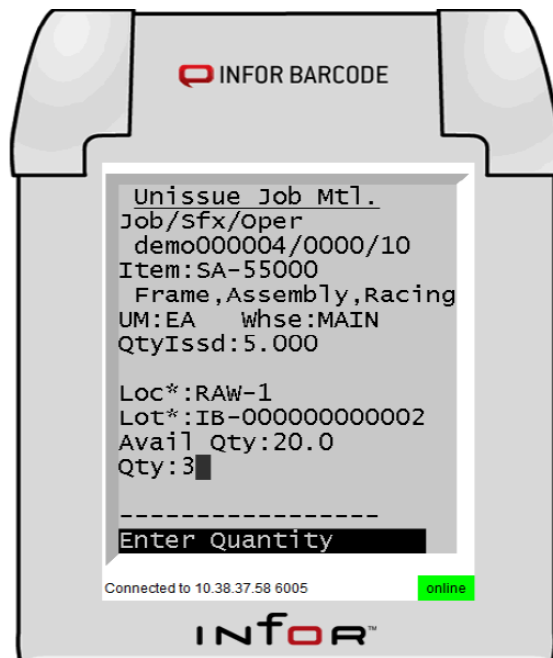 INFOR BARCODE
Unissue Job Mtl.
Job/Sfx/Oper
demo000004/0000/10
Item:SA-55000
Frame,Assembly,Racing
UM:EA Whse:MAIN
QtyIssd:5.000
Loc*:RAW-1
Lot*:IB-000000000002
Avail Qty:20.0
Qty:3
-----------------
Enter Quantity
Connected to 10.38.37.58 6005 online
INFOR™